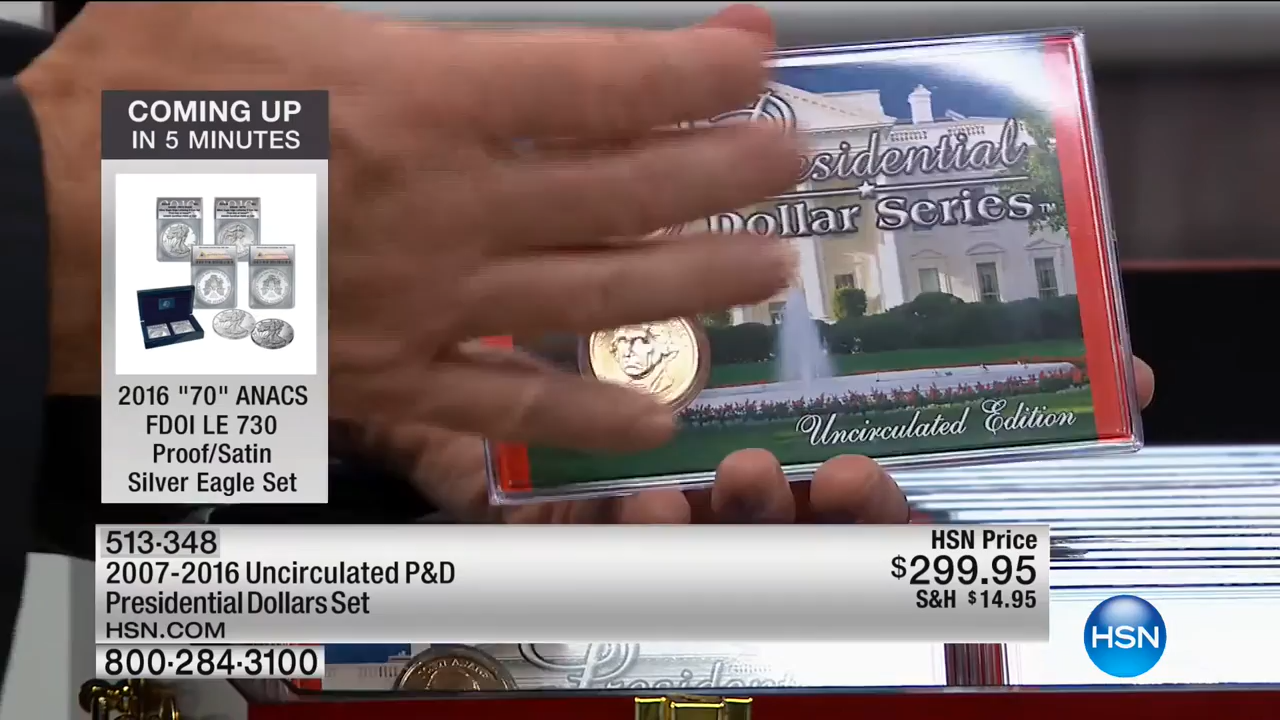 COMING UP
IN 5 MINUTES
2016 "70" ANACS
FDOI LE 730
Proof/Satin
Silver Eagle Set
Presidential
Dollar Series™
Uncirculated Edition
513-348
2007-2016 Uncirculated P&D
Presidential Dollars Set
HSN.COM
800-284-3100
HSN Price
$299.95
S&H $14.95
HSN